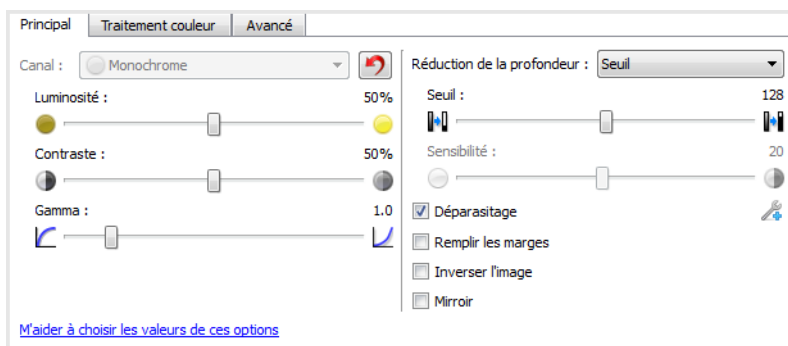 Principal Traitement couleur Avancé
Canal : Monochrome
Luminosité : 50%
Contraste : 50%
Gamma : 1.0
M'aider à choisir les valeurs de ces options
Réduction de la profondeur : Seuil
Seuil : 128
Sensibilité : 20
Déparasitage
Remplir les marges
Inverser l'image
Mirroir